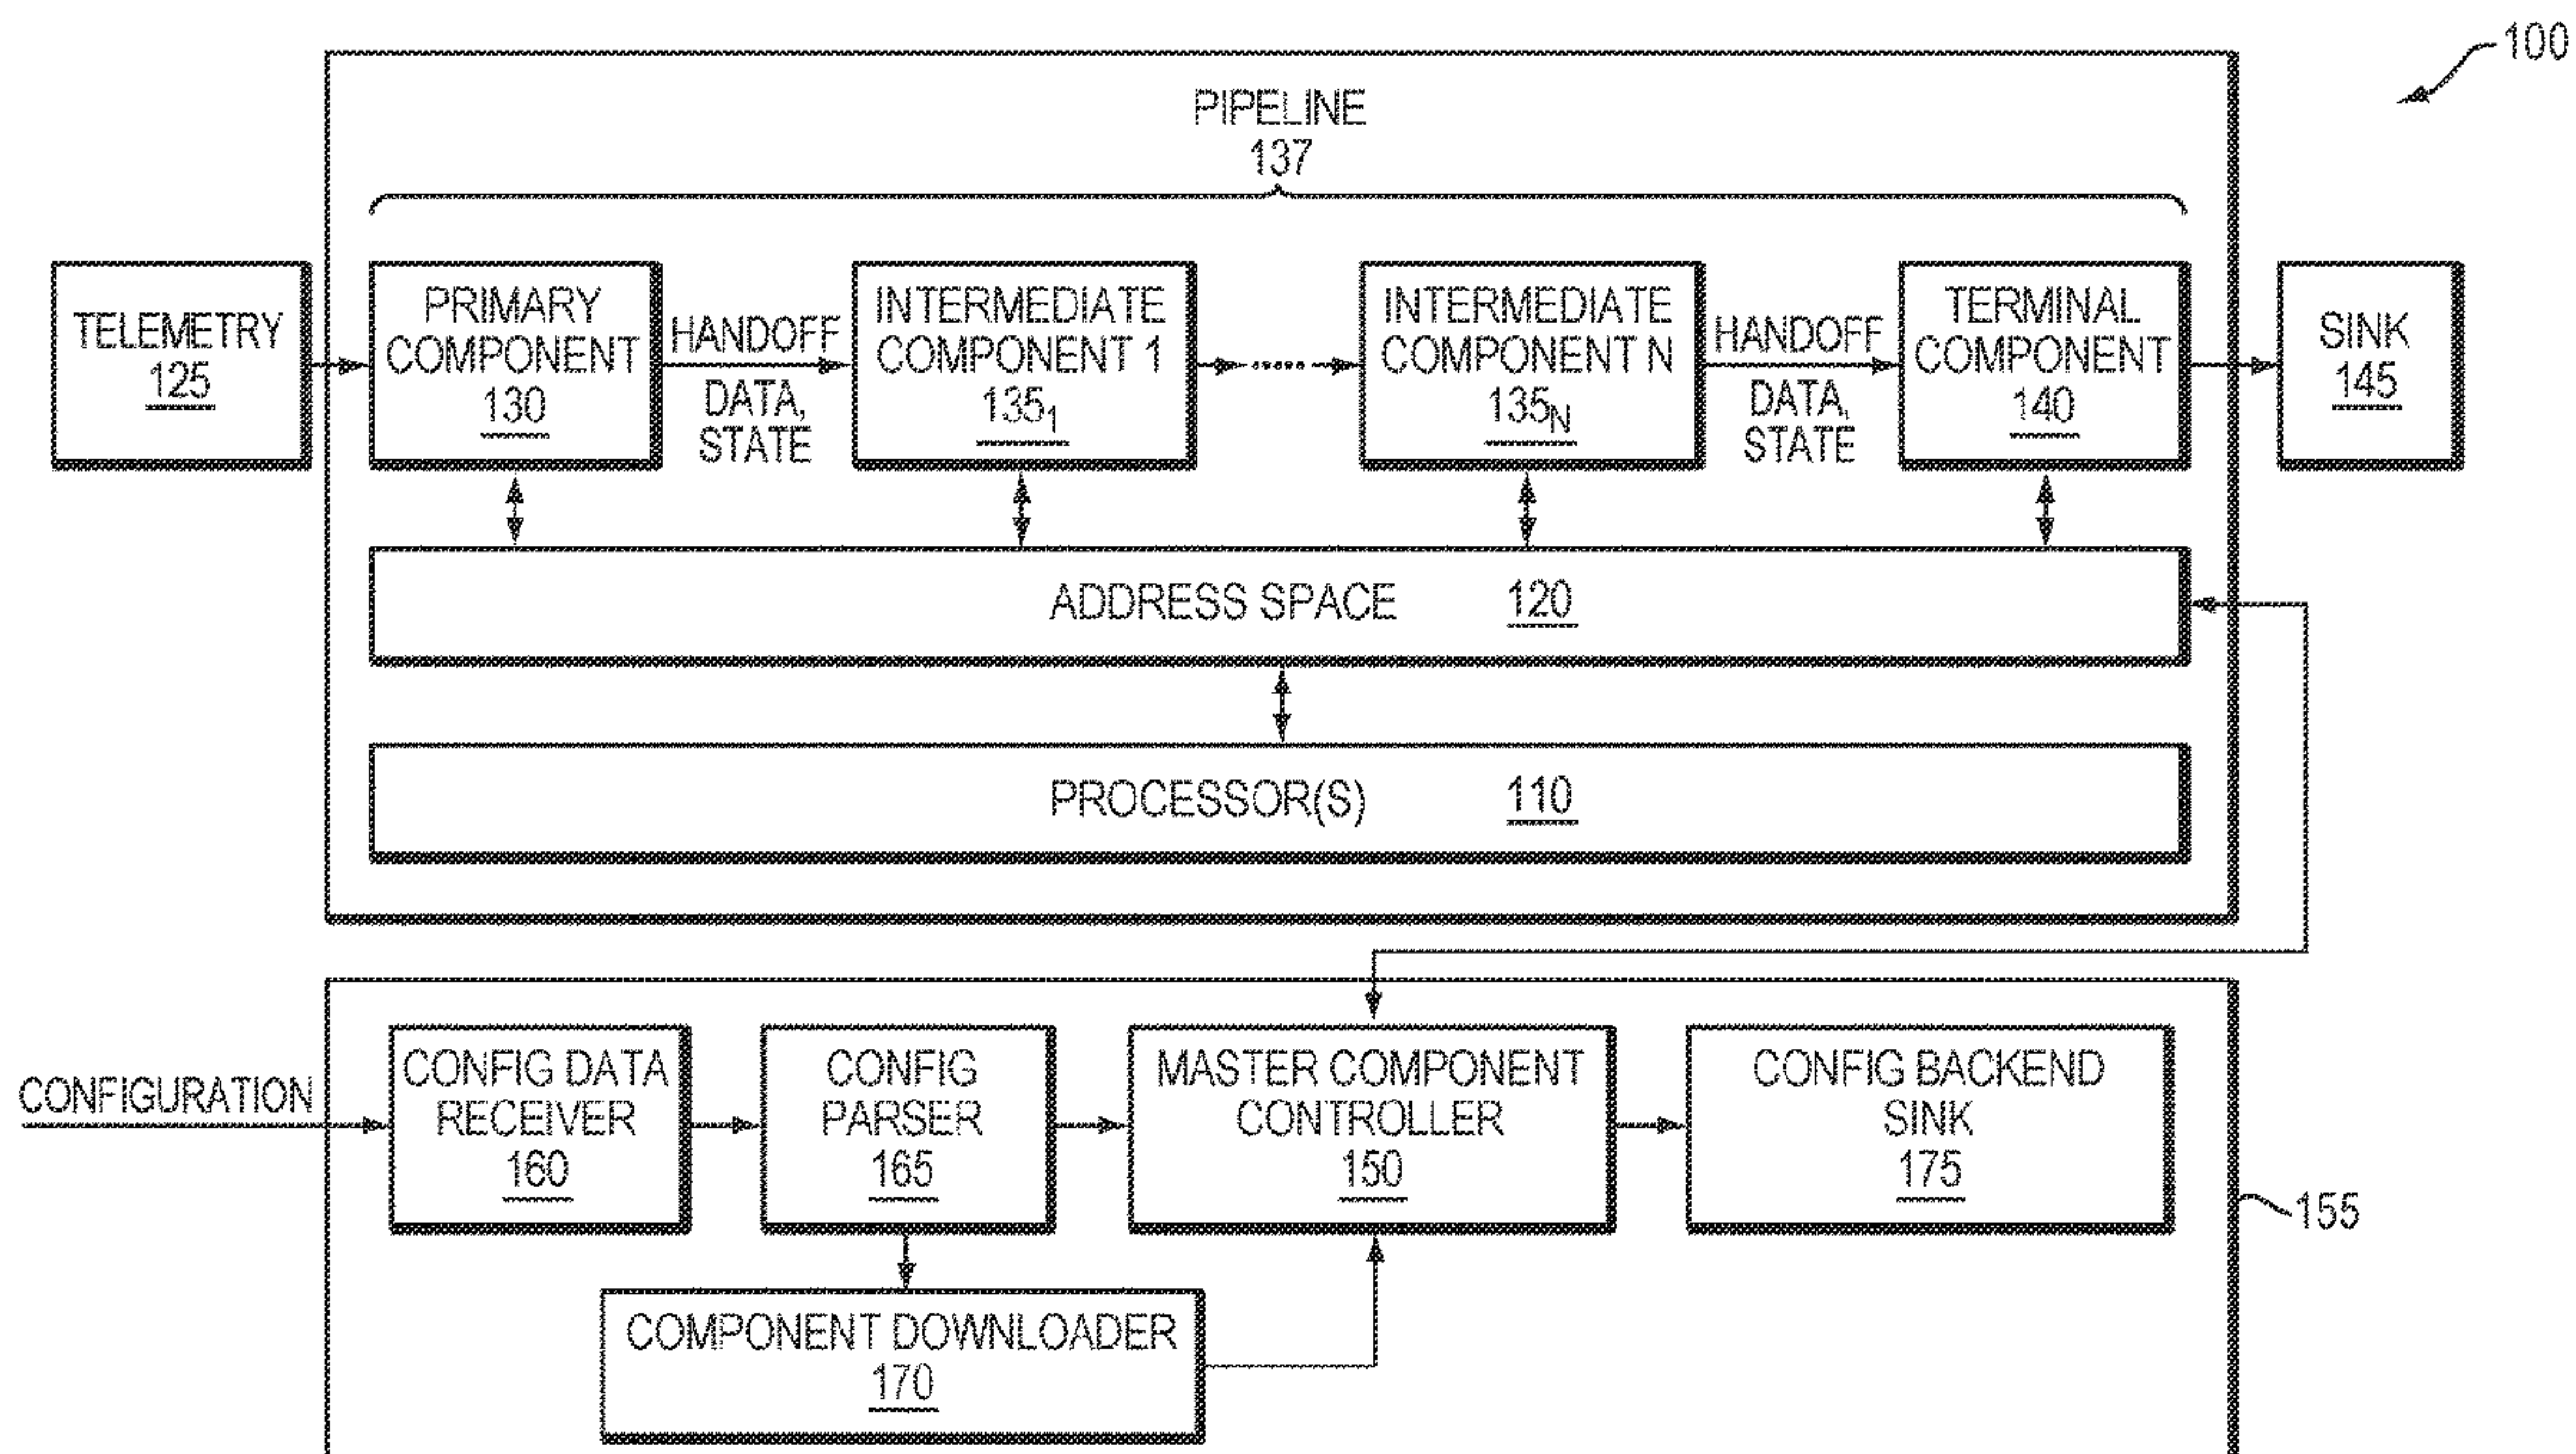 100
PIPELINE
137
TELEMETRY
125
PRIMARY
COMPONENT
130
HANDOFF
DATA,
STATE
INTERMEDIATE
COMPONENT 1
135₁
INTERMEDIATE
COMPONENT N
135N
HANDOFF
DATA,
STATE
TERMINAL
COMPONENT
140
SINK
145
ADDRESS SPACE 120
PROCESSOR(S) 110
CONFIGURATION
CONFIG DATA
RECEIVER
160
CONFIG
PARSER
165
MASTER COMPONENT
CONTROLLER
150
CONFIG BACKEND
SINK
175
155
COMPONENT DOWNLOADER
170